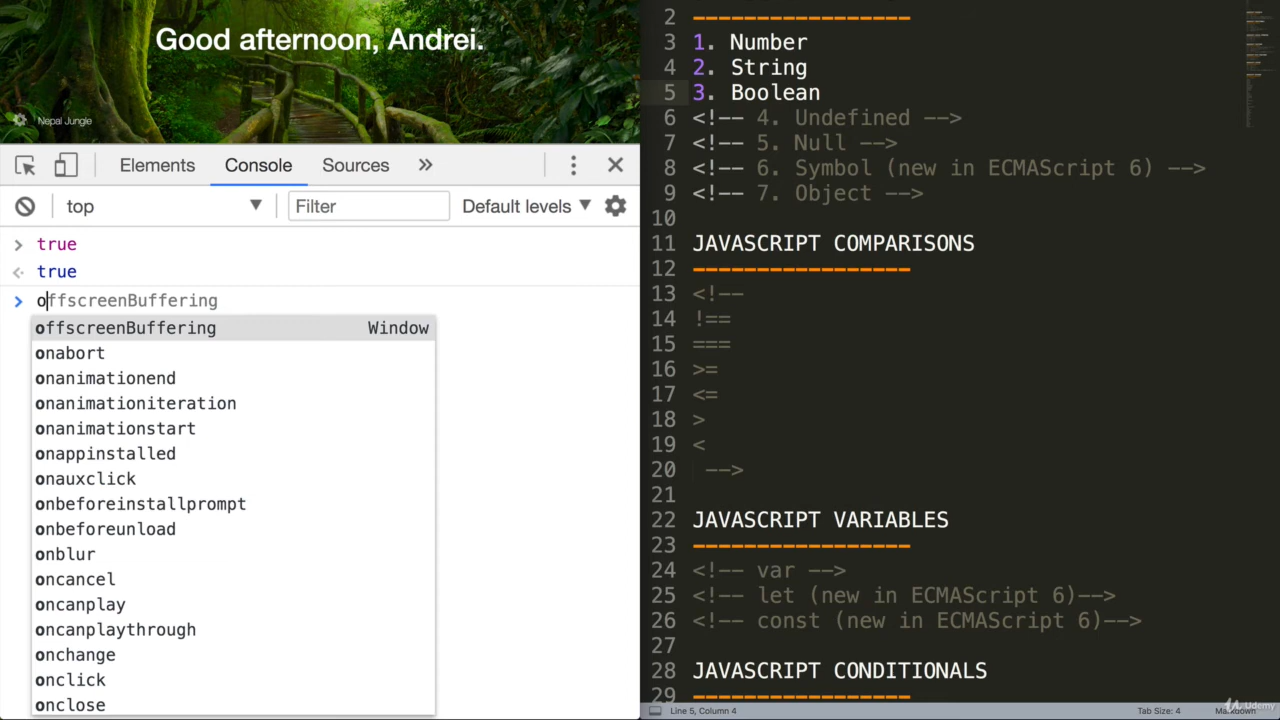 Good afternoon, Andrei.
Nepal Jungle
Elements Console Sources »
top Filter Default levels
> true
< true
> offscreenBuffering
offscreenBuffering Window
onabort
onanimationend
onanimationiteration
onanimationstart
onappinstalled
onauxclick
onbeforeinstallprompt
onbeforeunload
onblur
oncancel
oncanplay
oncanplaythrough
onchange
onclick
onclose
2 -----------------
3 1. Number
4 2. String
5 3. Boolean
6 <!-- 4. Undefined -->
7 <!-- 5. Null -->
8 <!-- 6. Symbol (new in ECMAScript 6) -->
9 <!-- 7. Object -->
10
11 JAVASCRIPT COMPARISONS
12 -----------------
13 <!--
14 !==
15 ===
16 >=
17 <=
18 >
19 <
20 -->
21
22 JAVASCRIPT VARIABLES
23 -----------------
24 <!-- var -->
25 <!-- let (new in ECMAScript 6)-->
26 <!-- const (new in ECMAScript 6)-->
27
28 JAVASCRIPT CONDITIONALS
29 -----------------
Line 5, Column 4 Tab Size: 4 Markdown
Udemy